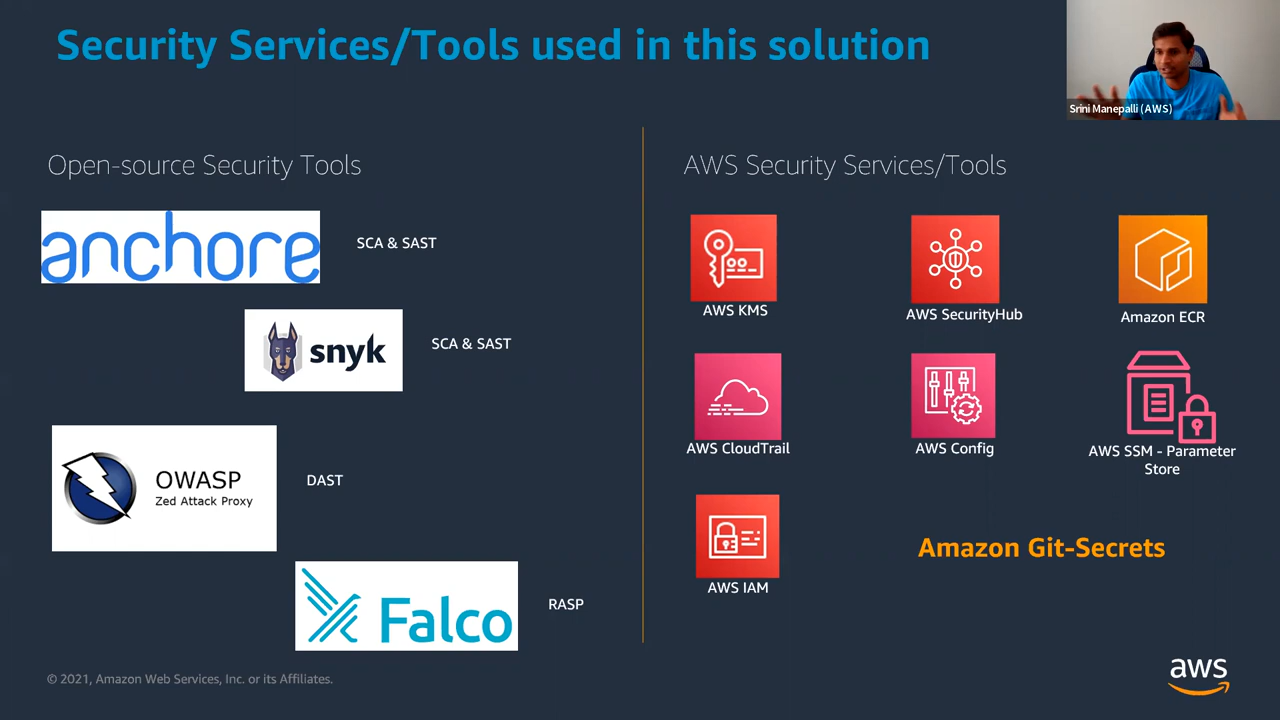 Security Services/Tools used in this solution
Srini Manepalli (AWS)
Open-source Security Tools
anchore
SCA & SAST
snyk
SCA & SAST
OWASP
Zed Attack Proxy
DAST
Falco
RASP
AWS Security Services/Tools
AWS KMS
AWS SecurityHub
Amazon ECR
AWS CloudTrail
AWS Config
AWS SSM - Parameter
Store
AWS IAM
Amazon Git-Secrets
© 2021, Amazon Web Services, Inc. or its Affiliates.
aws